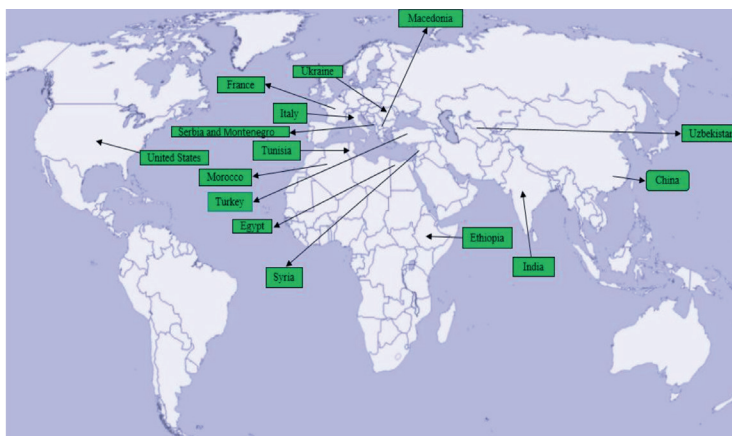 Macedonia
Ukraine
France
Italy
Serbia and Montenegro
Uzbekistan
United States
Tunisia
Morocco
China
Turkey
Egypt
Ethiopia
India
Syria